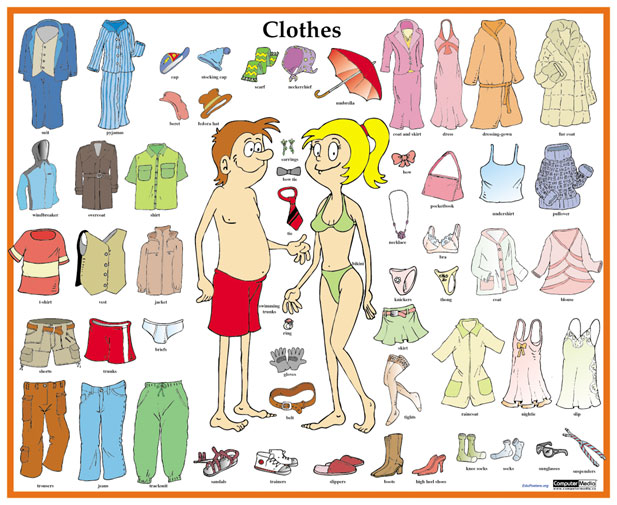 Clothes
cap
stocking cap
scarf
neckerchief
umbrella
suit
pyjamas
beret
fedora hat
coat and skirt
dress
dressing-gown
fur coat
earrings
bow tie
bow
windbreaker
overcoat
shirt
tie
necklace
pocketbook
undershirt
pullover
bra
bikini
t-shirt
vest
jacket
swimming
trunks
knickers
thong
coat
blouse
ring
skirt
shorts
trunks
briefs
gloves
belt
tights
raincoat
nightie
slip
trousers
jeans
tracksuit
sandals
trainers
slippers
boots
high heel shoes
knee socks
socks
sunglasses
suspenders
ComputerMedia
www.computermedia.cz